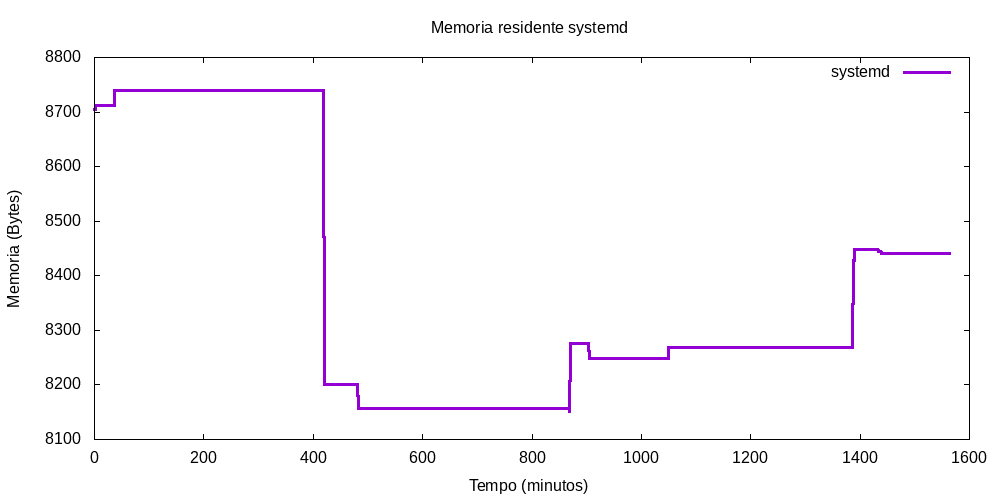 Memoria residente systemd
systemd
8800
8700
8600
8500
8400
8300
8200
8100
Memoria (Bytes)
0 200 400 600 800 1000 1200 1400 1600
Tempo (minutos)